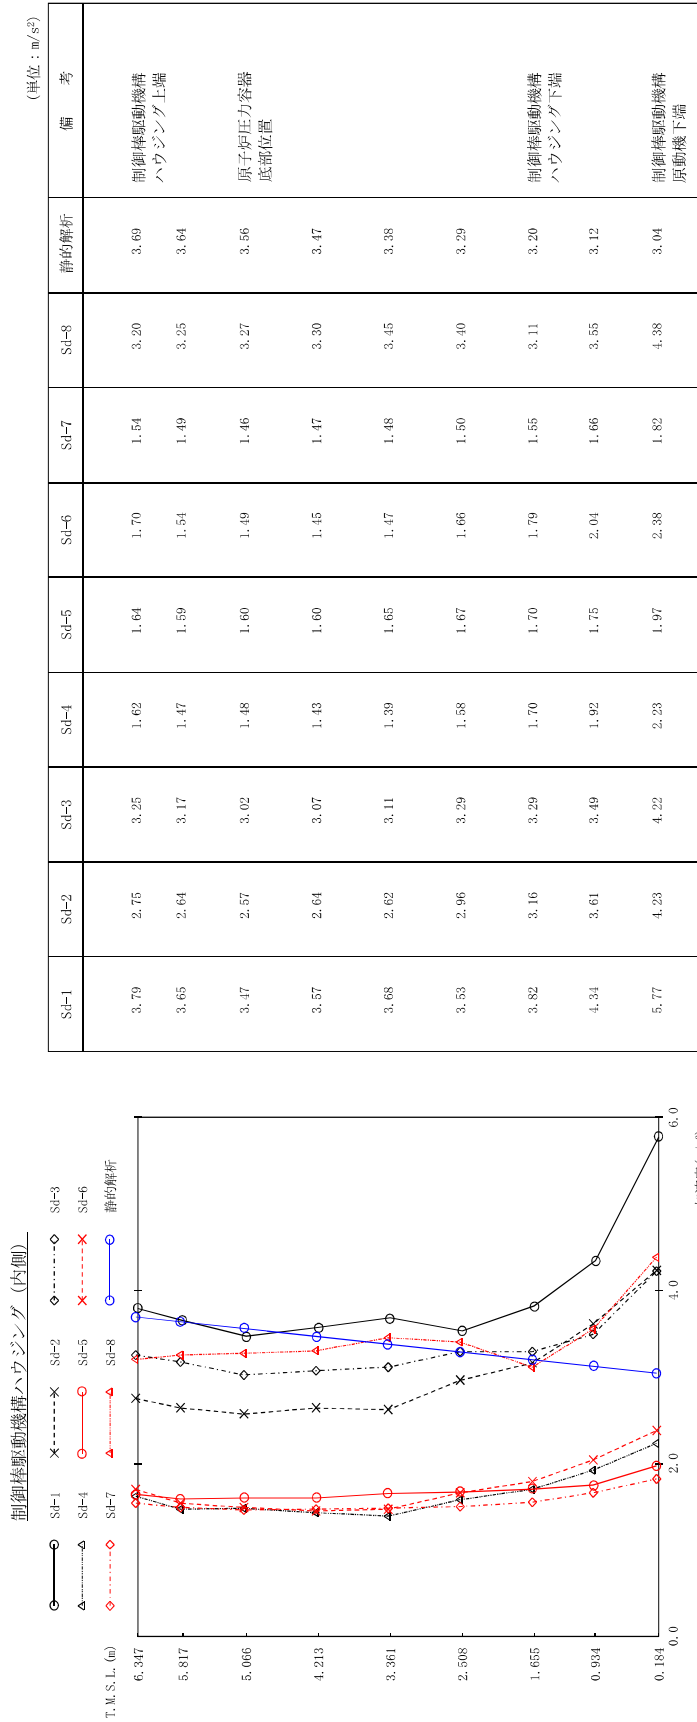 制御棒駆動機構ハウジング（内側）
Sd-1 Sd-2 Sd-3
Sd-4 Sd-5 Sd-6
Sd-7 Sd-8 静的解析
T.M.S.L.(m)
6.347
5.817
5.066
4.213
3.361
2.508
1.655
0.934
0.184
0.0 2.0 4.0 6.0
(単位：m/s²)
Sd-1 Sd-2 Sd-3 Sd-4 Sd-5 Sd-6 Sd-7 Sd-8 静的解析 備 考
3.79 2.75 3.25 1.62 1.64 1.70 1.54 3.20 3.69 制御棒駆動機構
ハウジング上端
3.65 2.64 3.17 1.47 1.59 1.54 1.49 3.25 3.64
3.47 2.57 3.02 1.48 1.60 1.49 1.46 3.27 3.56 原子炉圧力容器
底部位置
3.57 2.64 3.07 1.43 1.60 1.45 1.47 3.30 3.47
3.68 2.62 3.11 1.39 1.65 1.47 1.48 3.45 3.38
3.53 2.96 3.29 1.58 1.67 1.66 1.50 3.40 3.29
3.82 3.16 3.29 1.70 1.70 1.79 1.55 3.11 3.20 制御棒駆動機構
ハウジング下端
4.34 3.61 3.49 1.92 1.75 2.04 1.66 3.55 3.12
5.77 4.23 4.22 2.23 1.97 2.38 1.82 4.38 3.04 制御棒駆動機構
原動機下端